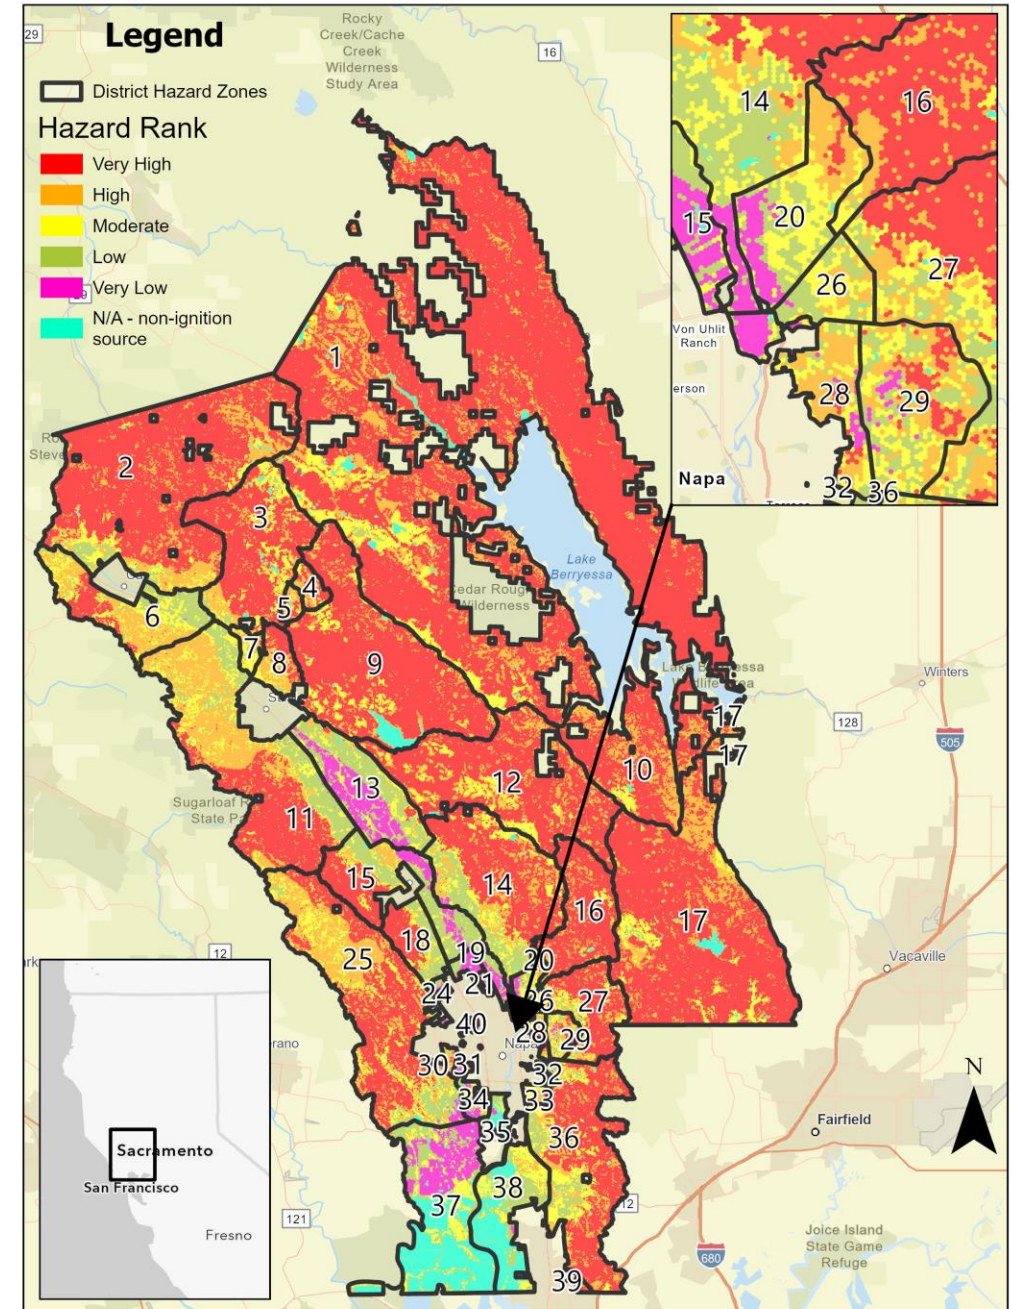 Legend
District Hazard Zones
Hazard Rank
Very High
High
Moderate
Low
Very Low
N/A - non-ignition
source
29
Rocky
Creek/Cache
Creek
Wilderness
Study Area
16
1
2
3
4
5
6
7
8
9
10
11
12
13
14
15
16
17
17
17
18
19
20
21
24
25
26
27
28
29
30
31
32
33
34
35
36
37
38
39
40
Lake
Berryessa
Wilderness
Winters
128
505
Sugarloaf
State
12
Vacaville
Napa
Fairfield
12
121
680
Joice Island
State Game
Refuge
N
14
16
15
20
26
27
28
29
32
36
Von Uhlit
Ranch
erson
Napa
Sacramento
San Francisco
Fresno